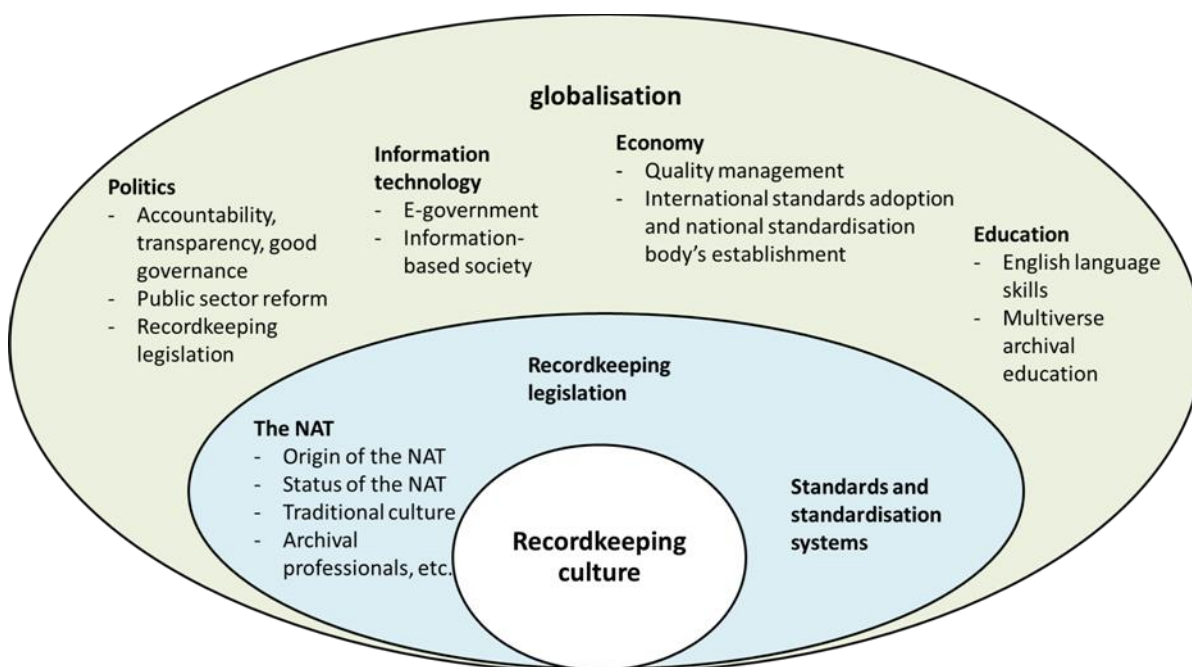 globalisation
Politics
- Accountability,
transparency, good
governance
- Public sector reform
- Recordkeeping
legislation
Information
technology
- E-government
- Information-
based society
Economy
- Quality management
- International standards adoption
and national standardisation
body’s establishment
Education
- English language
skills
- Multiverse
archival
education
Recordkeeping
legislation
The NAT
- Origin of the NAT
- Status of the NAT
- Traditional culture
- Archival
professionals, etc.
Standards and
standardisation
systems
Recordkeeping
culture